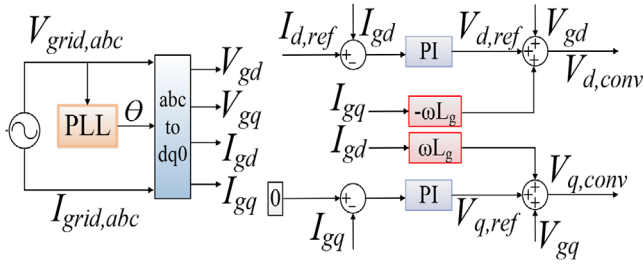 V_grid,abc
PLL
θ
abc
to
dq0
V_gd
V_gq
I_gd
I_gq
I_grid,abc
I_d,ref
I_gd
PI
V_d,ref
V_gd
V_d,conv
I_gq
-ωL_g
I_gd
ωL_g
0
I_gq
PI
V_q,ref
V_q,conv
V_gq